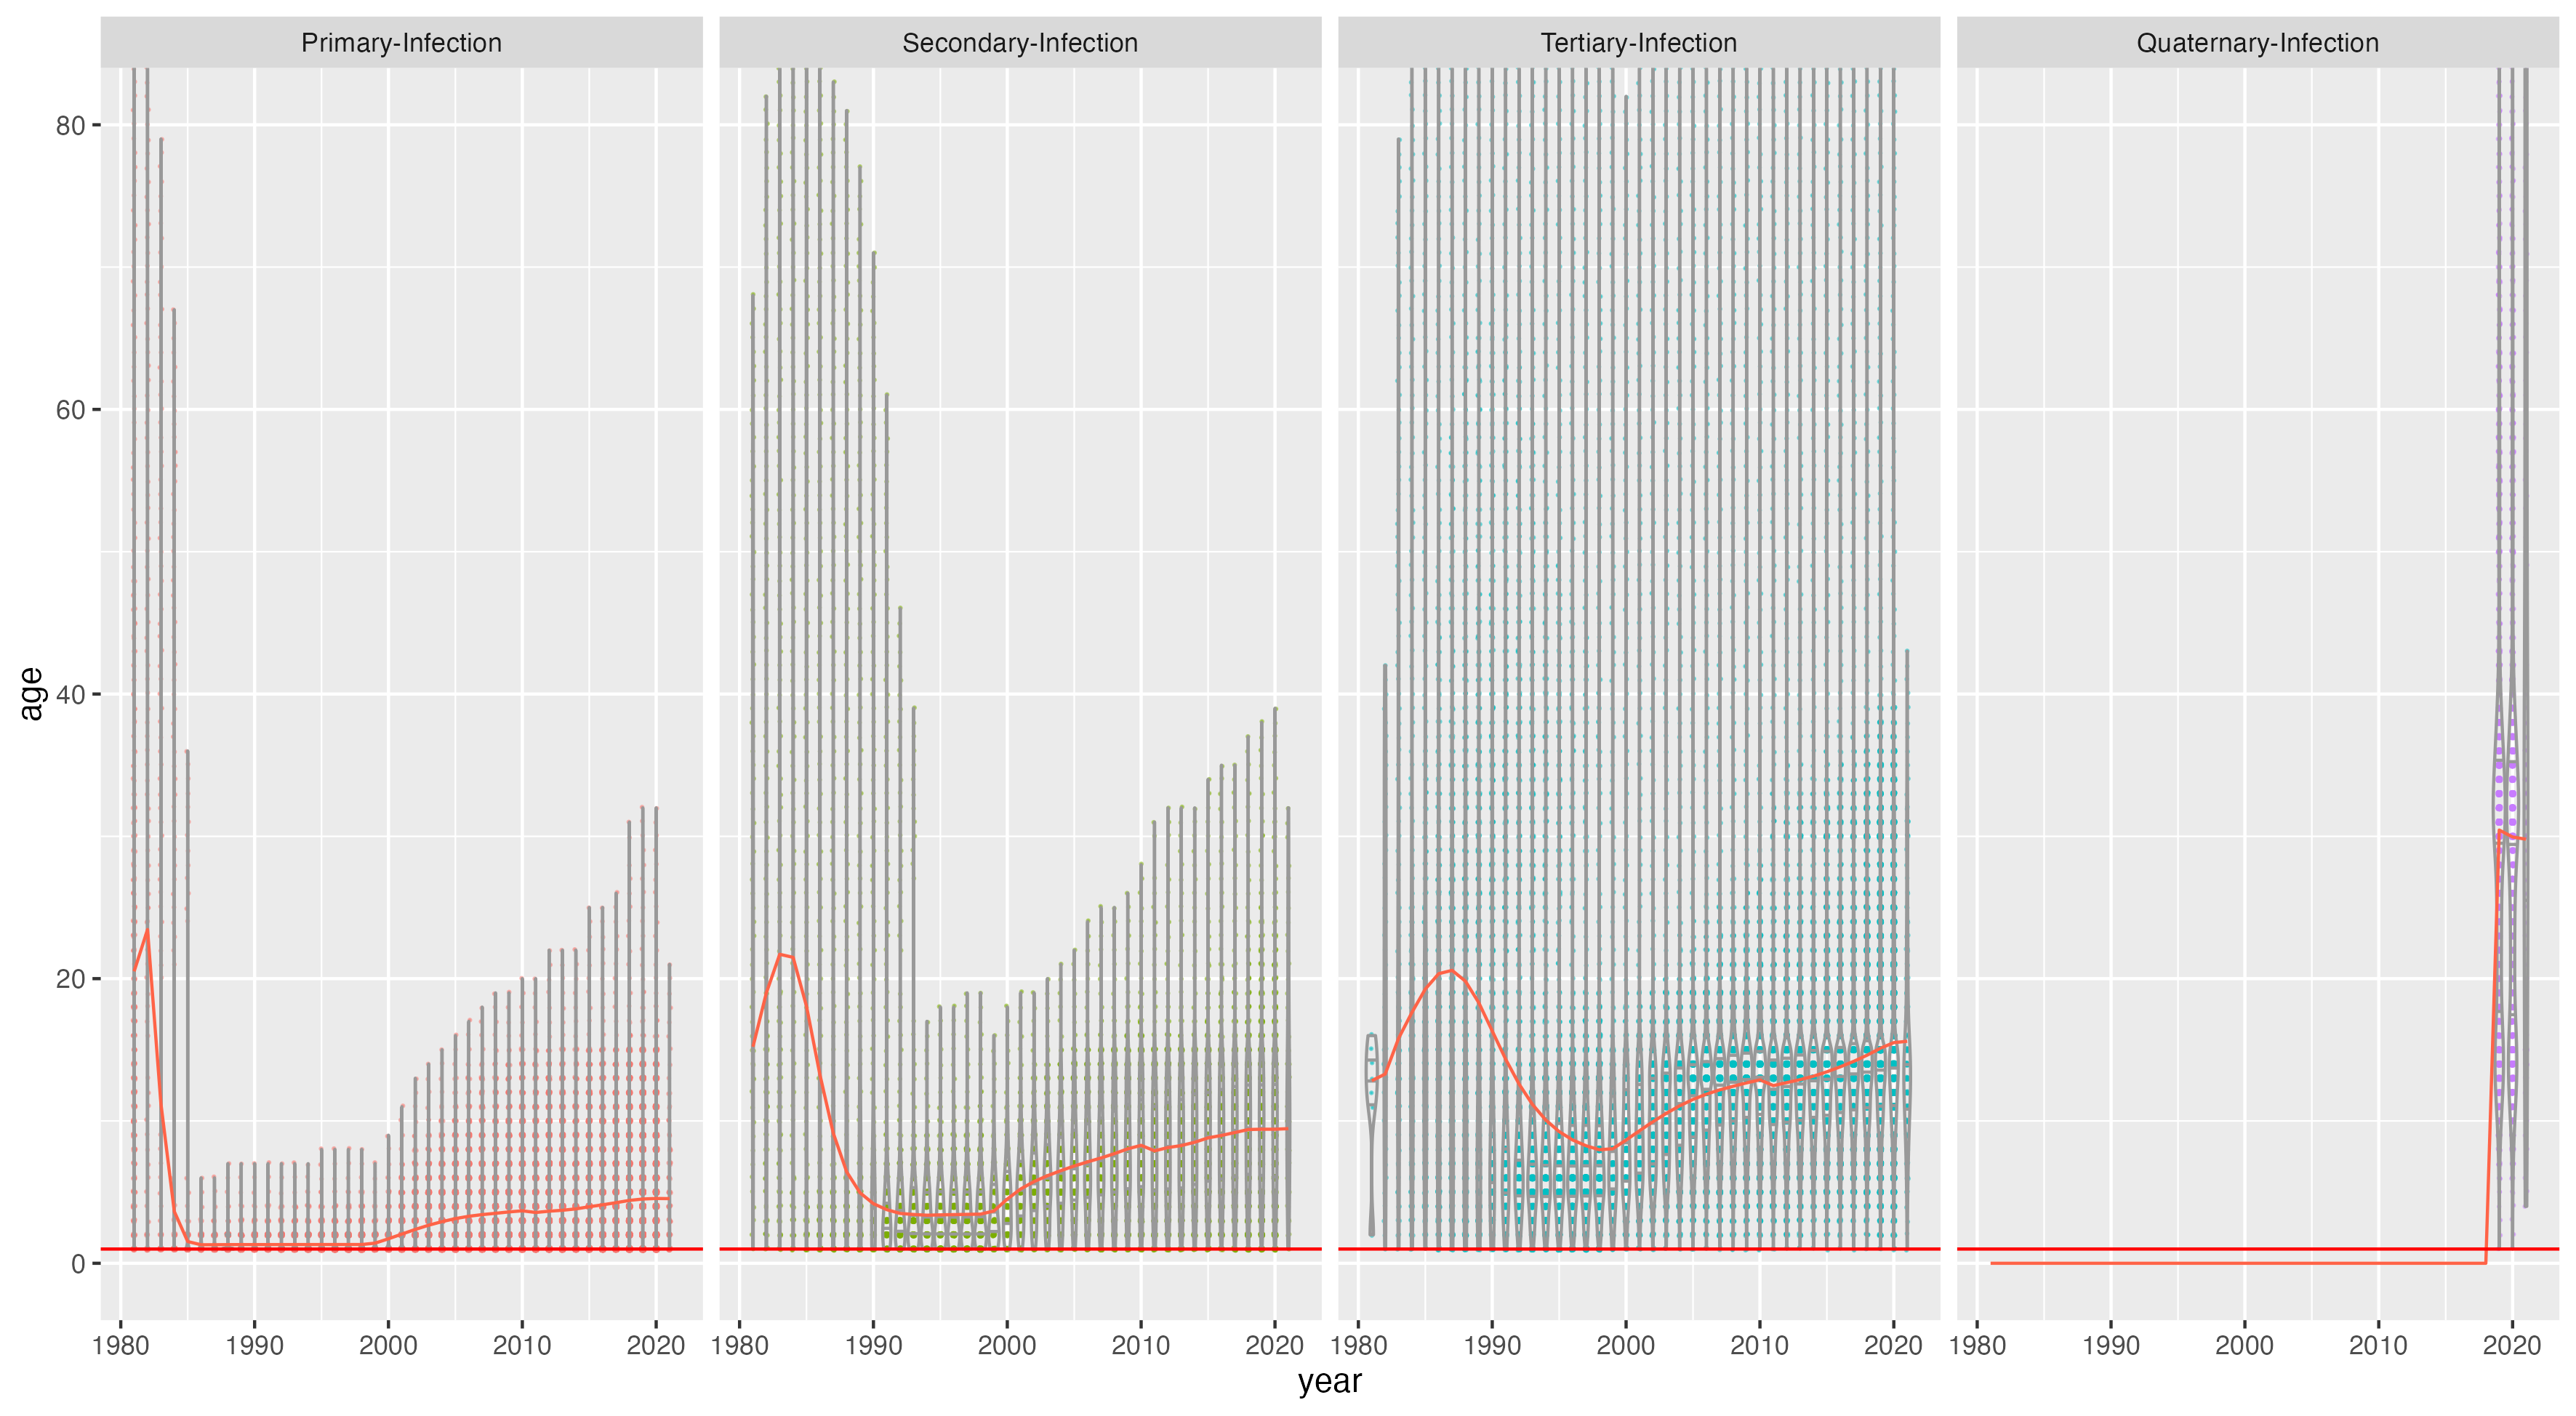 Primary-Infection Secondary-Infection Tertiary-Infection Quaternary-Infection
80
60
40
20
0
age
1980 1990 2000 2010 2020 1980 1990 2000 2010 2020 1980 1990 2000 2010 2020 1980 1990 2000 2010 2020
year